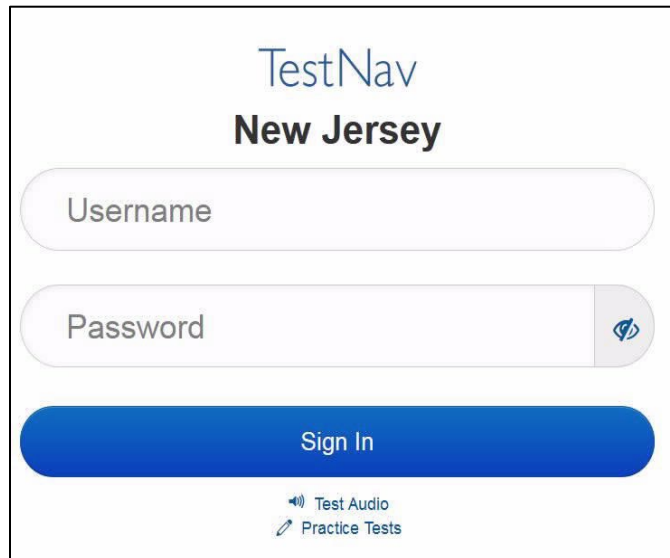 TestNav
New Jersey
Username
Password
Sign In
Test Audio
Practice Tests